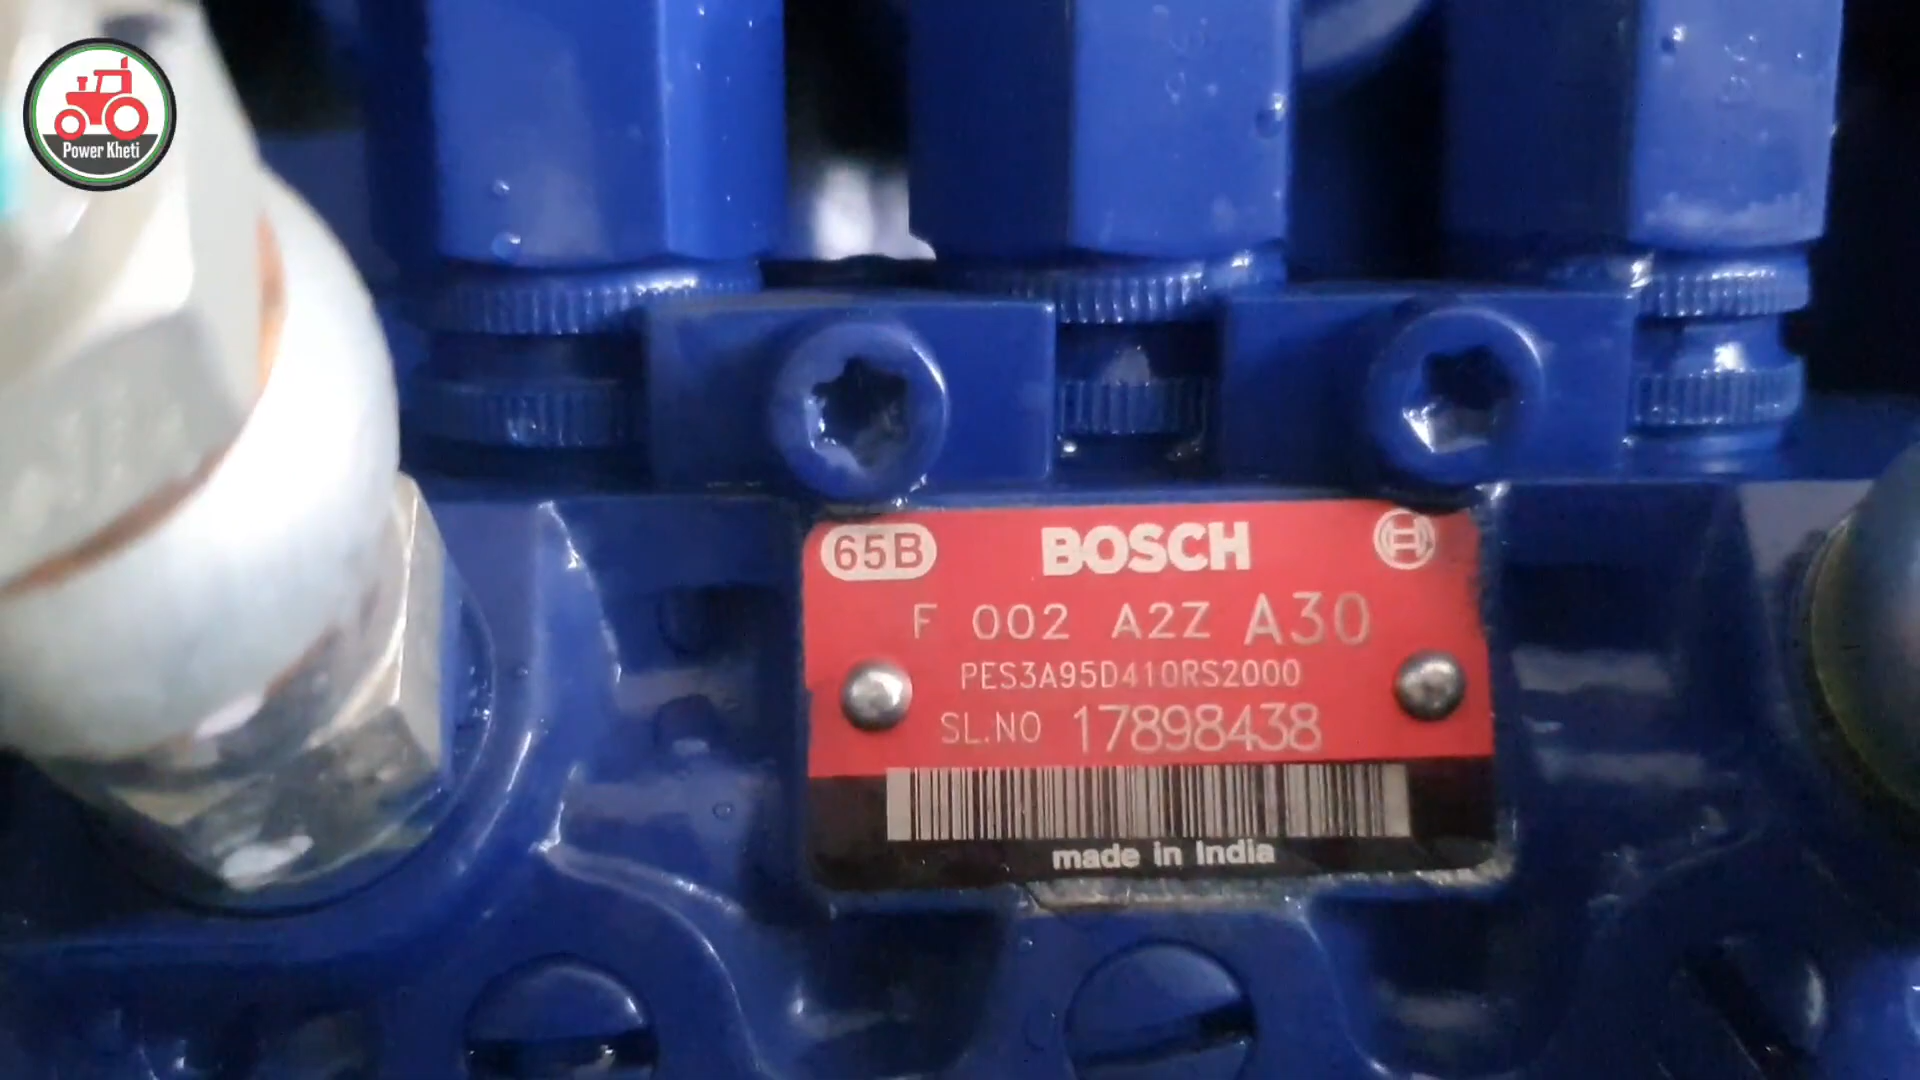 Power Kheti
65B BOSCH
F 002 A2Z A30
PES3A95D410RS2000
SL.NO 17898438
made in India